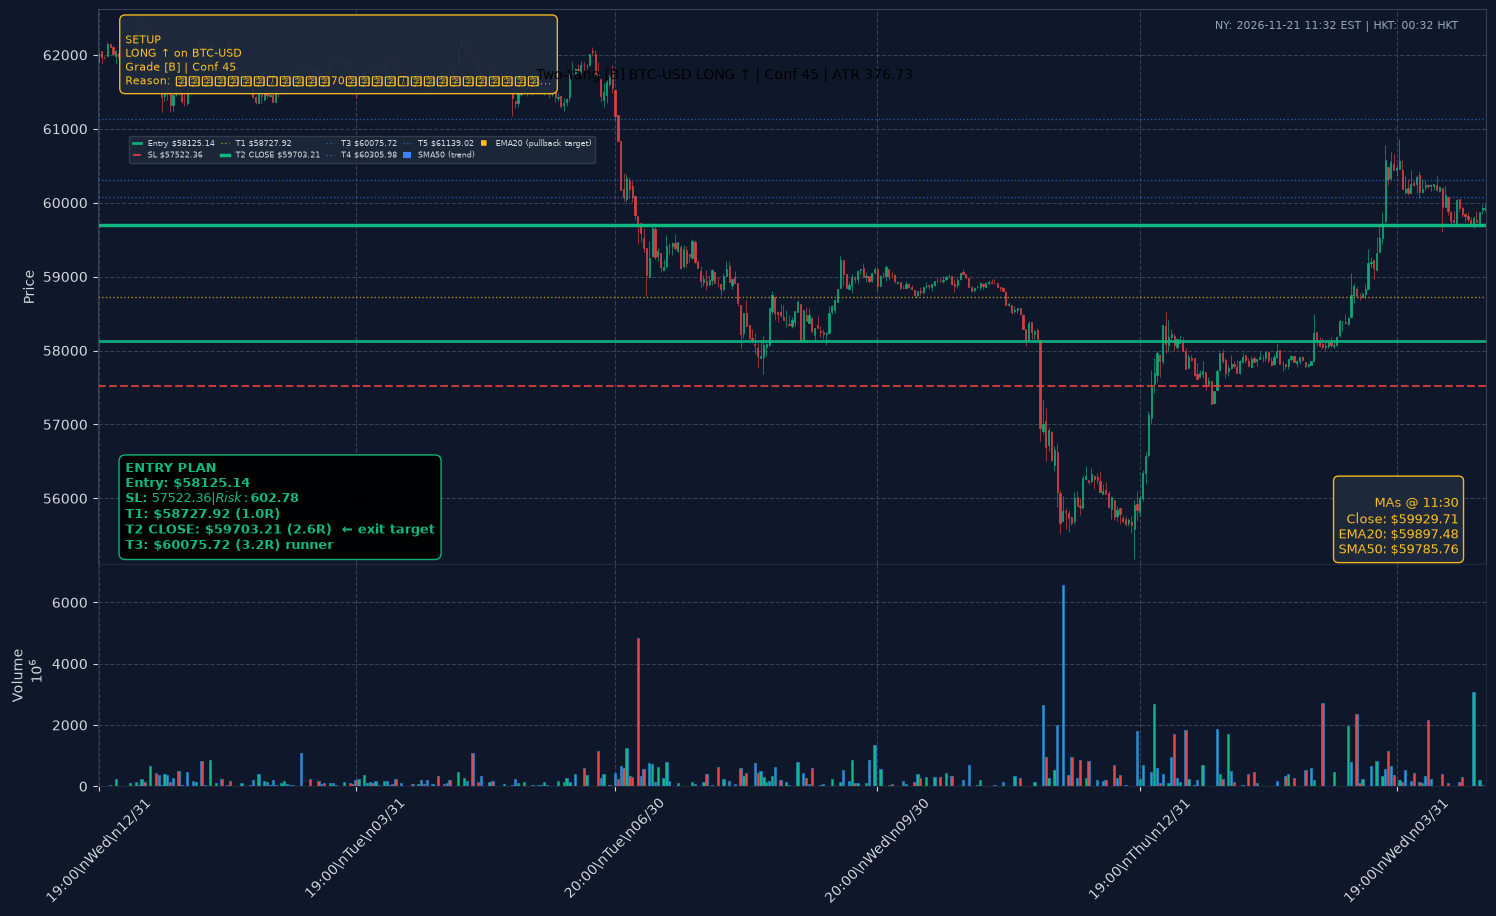 NY: 2026-11-21 11:32 EST | HKT: 00:32 HKT
SETUP
LONG ↑ on BTC-USD
Grade [B] | Conf 45
Reason:
[B] BTC-USD LONG ↑ | Conf 45 | ATR 376.73
Entry $58125.14
T1 $58727.92
T3 $60075.72
T5 $61139.02
EMA20 (pullback target)
SL $57522.36
T2 CLOSE $59703.21
T4 $60305.98
SMA50 (trend)
62000
61000
60000
59000
58000
57000
56000
Price
ENTRY PLAN
Entry: $58125.14
SL: 57522.36|Risk:602.78
T1: $58727.92 (1.0R)
T2 CLOSE: $59703.21 (2.6R) ← exit target
T3: $60075.72 (3.2R) runner
MAs @ 11:30
Close: $59929.71
EMA20: $59897.48
SMA50: $59785.76
6000
4000
2000
0
Volume
10⁶
19:00\nWed\n12/31
19:00\nTue\n03/31
20:00\nTue\n06/30
20:00\nWed\n09/30
19:00\nThu\n12/31
19:00\nWed\n03/31